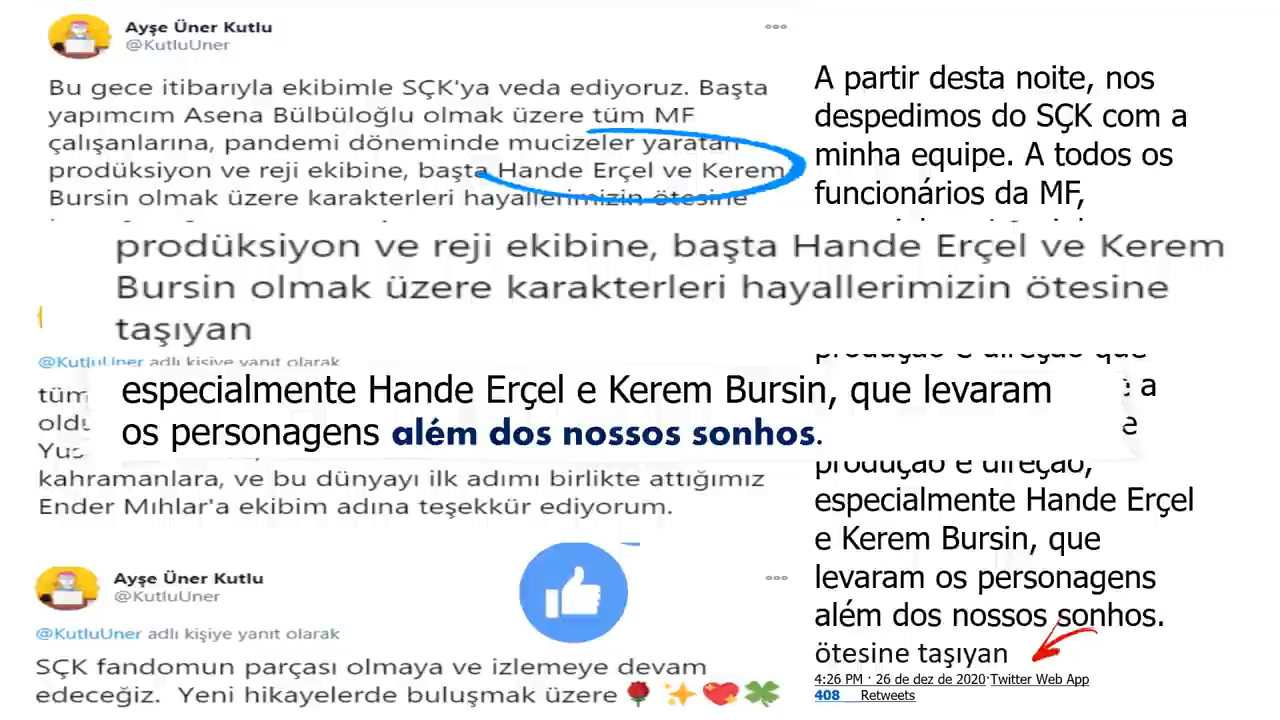 Ayşe Üner Kutlu
@KutluUner
Bu gece itibarıyla ekibimle SÇK'ya veda ediyoruz. Başta
yapımcım Asena Bülbüloğlu olmak üzere tüm MF
çalışanlarına, pandemi döneminde mucizeler yaratan
prodüksiyon ve reji ekibine, başta Hande Erçel ve Kerem
Bursin olmak üzere karakterleri hayallerimizin ötesine
A partir desta noite, nos
despedimos do SÇK com a
minha equipe. A todos os
funcionários da MF,
prodüksiyon ve reji ekibine, başta Hande Erçel ve Kerem
Bursin olmak üzere karakterleri hayallerimizin ötesine
taşıyan
@KutluUner adlı kişiye yanıt olarak
produção e direção que
tüm
a
especialmente Hande Erçel e Kerem Bursin, que levaram
os personagens além dos nossos sonhos.
e
kahramanlara, ve bu dünyayı ilk adımı birlikte attığımız
Ender Mıhlar'a ekibim adına teşekkür ediyorum.
produção e direção,
especialmente Hande Erçel
e Kerem Bursin, que
levaram os personagens
além dos nossos sonhos.
ötesine taşıyan
4:26 PM · 26 de dez de 2020·Twitter Web App
408 Retweets
Ayşe Üner Kutlu
@KutluUner
@KutluUner adlı kişiye yanıt olarak
SÇK fandomun parçası olmaya ve izlemeye devam
edeceğiz. Yeni hikayelerde buluşmak üzere 🌹✨💖🍀